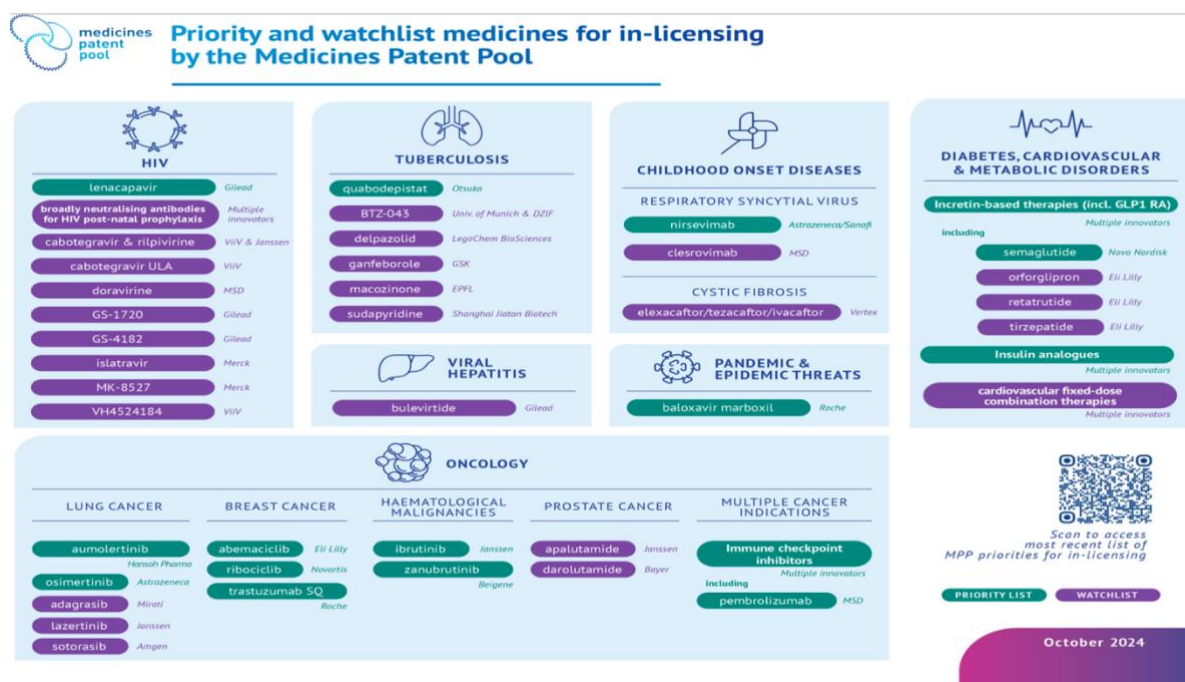 medicines
patent
pool
Priority and watchlist medicines for in-licensing
by the Medicines Patent Pool
HIV
lenacapavir Gilead
broadly neutralising antibodies
for HIV post-natal prophylaxis
Multiple
innovators
cabotegravir & rilpivirine ViiV & Janssen
cabotegravir ULA ViiV
doravirine MSD
GS-1720 Gilead
GS-4182 Gilead
islatravir Merck
MK-8527 Merck
VH4524184 ViiV
TUBERCULOSIS
quabodepistat Otsuka
BTZ-043 Univ. of Munich & DZIF
delpazolid LegoChem BioSciences
ganfeborole GSK
macozinone EPFL
sudapyridine Shanghai Jiatan Biotech
VIRAL
HEPATITIS
bulevirtide Gilead
CHILDHOOD ONSET DISEASES
RESPIRATORY SYNCYTIAL VIRUS
nirsevimab Astrazeneca/Sanofi
clesrovimab MSD
CYSTIC FIBROSIS
elexacaftor/tezacaftor/ivacaftor Vertex
PANDEMIC &
EPIDEMIC THREATS
baloxavir marboxil Roche
DIABETES, CARDIOVASCULAR
& METABOLIC DISORDERS
Incretin-based therapies (incl. GLP1 RA)
Multiple innovators
including
semaglutide Novo Nordisk
orforglipron Eli Lilly
retatrutide Eli Lilly
tirzepatide Eli Lilly
Insulin analogues
Multiple innovators
cardiovascular fixed-dose
combination therapies
Multiple innovators
ONCOLOGY
LUNG CANCER
aumolertinib
Hansoh Pharma
osimertinib Astrazeneca
adagrasib Mirati
lazertinib Janssen
sotorasib Amgen
BREAST CANCER
abemaciclib Eli Lilly
ribociclib Novartis
trastuzumab SQ
Roche
HAEMATOLOGICAL
MALIGNANCIES
ibrutinib Janssen
zanubrutinib
Beigene
PROSTATE CANCER
apalutamide Janssen
darolutamide Bayer
MULTIPLE CANCER
INDICATIONS
Immune checkpoint
inhibitors
Multiple innovators
including
pembrolizumab MSD
Scan to access
most recent list of
MPP priorities for in-licensing
PRIORITY LIST WATCHLIST
October 2024